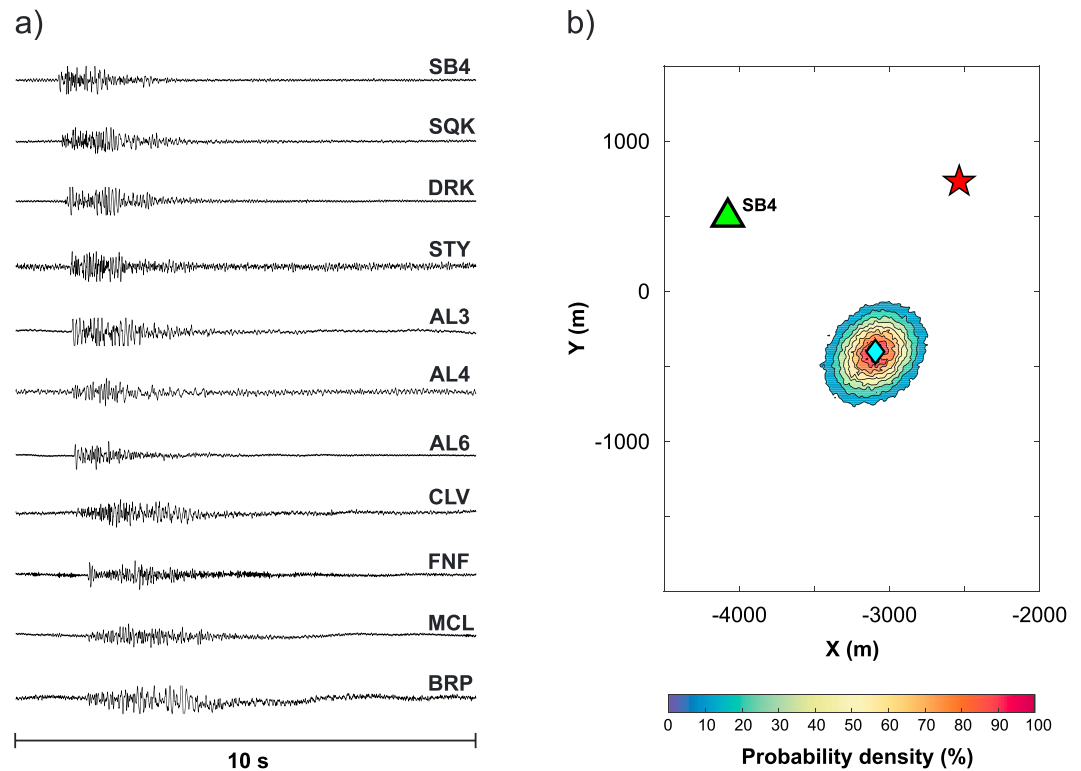 a)
SB4
SQK
DRK
STY
AL3
AL4
AL6
CLV
FNF
MCL
BRP
10 s
b)
1000
0
-1000
Y (m)
SB4
-4000 -3000 -2000
X (m)
0 10 20 30 40 50 60 70 80 90 100
Probability density (%)